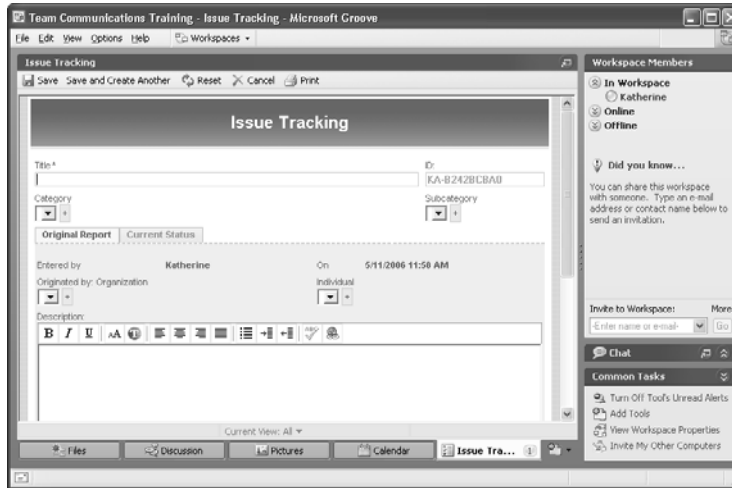 Team Communications Training - Issue Tracking - Microsoft Groove
File Edit View Options Help Workspaces
Issue Tracking
Save Save and Create Another Reset Cancel Print
Issue Tracking
Title * ID:
KA-B242BCBA0
Category Subcategory
Original Report Current Status
Entered by Katherine On 5/11/2006 11:50 AM
Originated by: Organization Individual
Description:
B I U AA
Current View: All
Files Discussion Pictures Calendar Issue Tra... 1
Workspace Members
In Workspace
Katherine
Online
Offline
Did you know...
You can share this workspace
with someone. Type an e-mail
address or contact name below to
send an invitation.
Invite to Workspace: More
-Enter name or e-mail- Go
Chat
Common Tasks
Turn Off Tool's Unread Alerts
Add Tools
View Workspace Properties
Invite My Other Computers